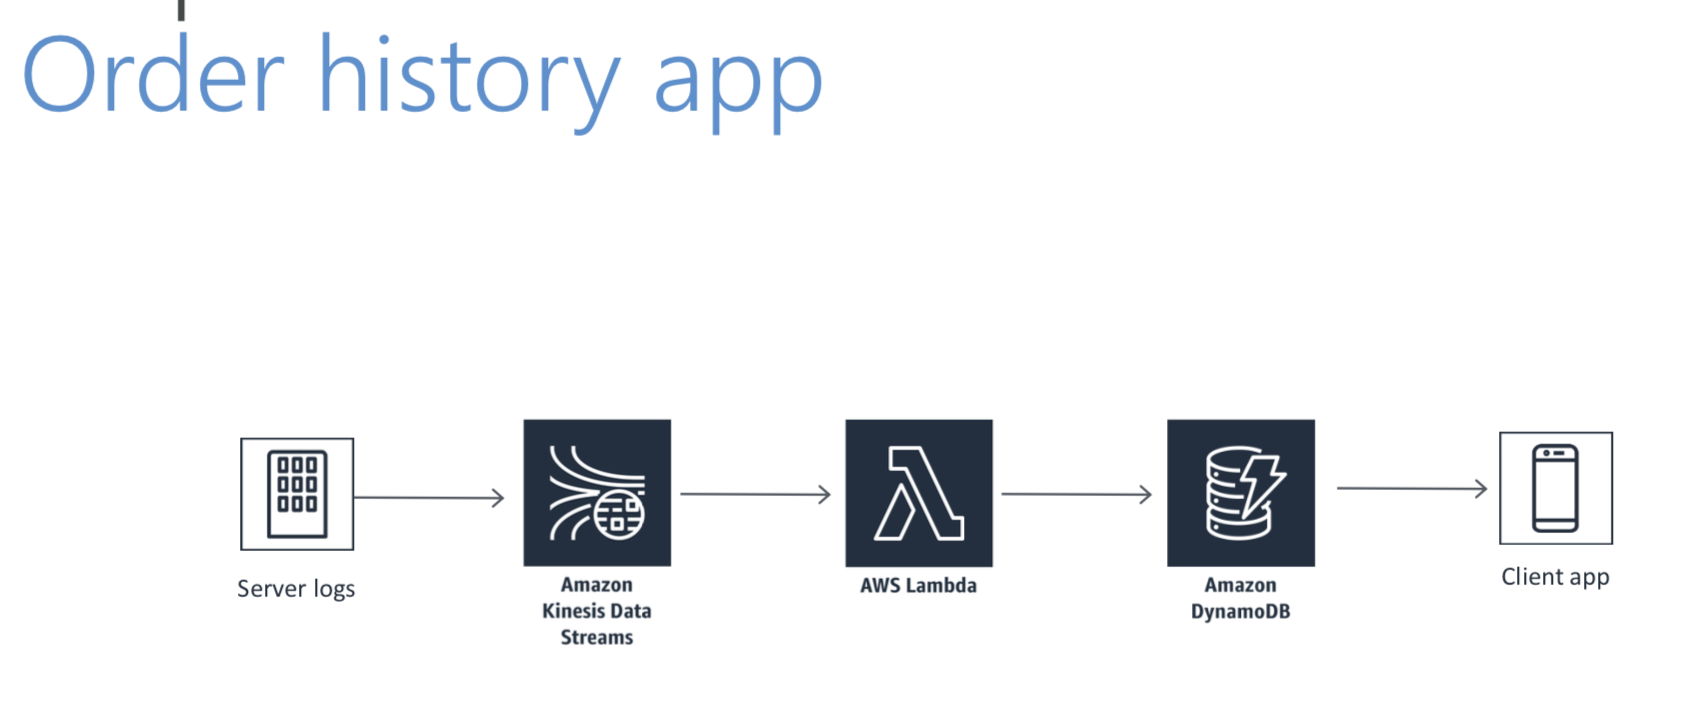 Order history app
Server logs
Amazon
Kinesis Data
Streams
AWS Lambda
Amazon
DynamoDB
Client app